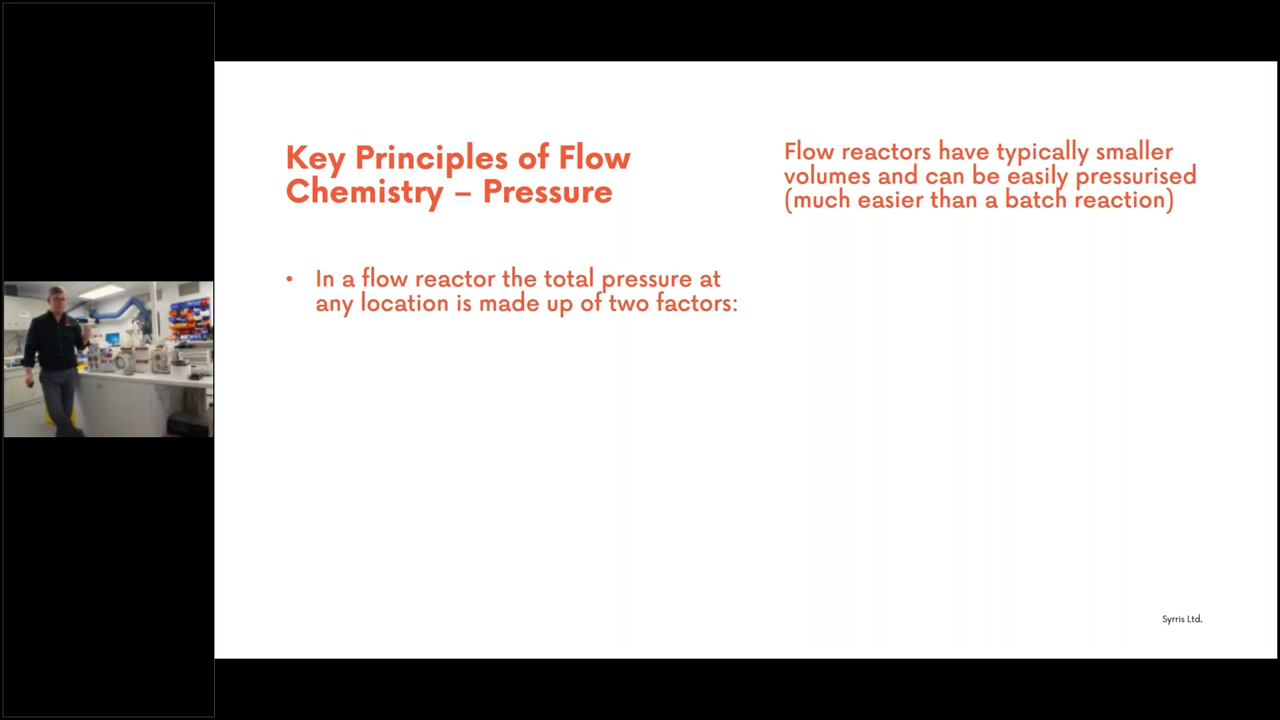 Key Principles of Flow
Chemistry – Pressure
• In a flow reactor the total pressure at
any location is made up of two factors:
Flow reactors have typically smaller
volumes and can be easily pressurised
(much easier than a batch reaction)
Syrris Ltd.